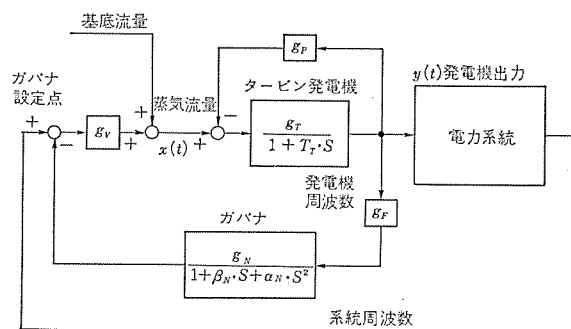 基底流量
ガバナ
設定点
+
−
g_V
+
+
蒸気流量
x(t)
+
−
g_P
タービン発電機
g_T
1 + T_T・S
発電機
周波数
y(t)発電機出力
電力系統
g_F
ガバナ
g_N
1+β_N・S+α_N・S²
系統周波数